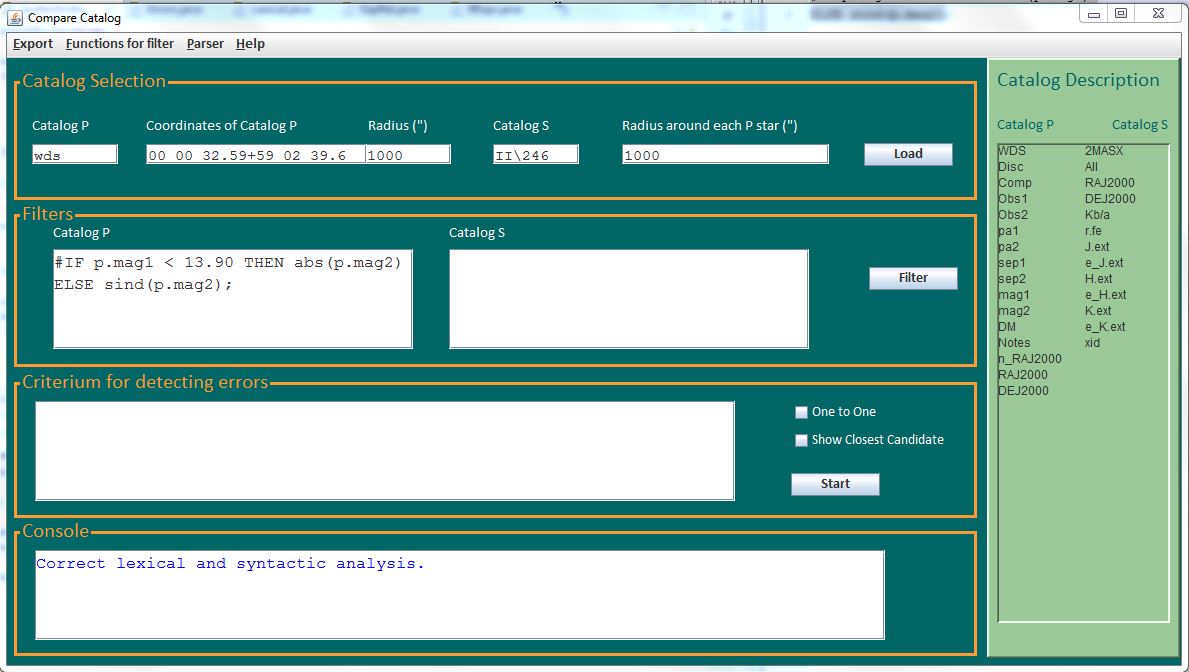 Compare Catalog
Export Functions for filter Parser Help
Catalog Selection
Catalog P Coordinates of Catalog P Radius (") Catalog S Radius around each P star (")
wds 00 00 32.59+59 02 39.6 1000 II\246 1000 Load
Filters
Catalog P Catalog S
#IF p.mag1 < 13.90 THEN abs(p.mag2)
ELSE sind(p.mag2);
Filter
Criterium for detecting errors
One to One
Show Closest Candidate
Start
Console
Correct lexical and syntactic analysis.
Catalog Description
Catalog P Catalog S
WDS 2MASX
Disc All
Comp RAJ2000
Obs1 DEJ2000
Obs2 Kb/a
pa1 r.fe
pa2 J.ext
sep1 e_J.ext
sep2 H.ext
mag1 e_H.ext
mag2 K.ext
DM e_K.ext
Notes xid
n_RAJ2000
RAJ2000
DEJ2000